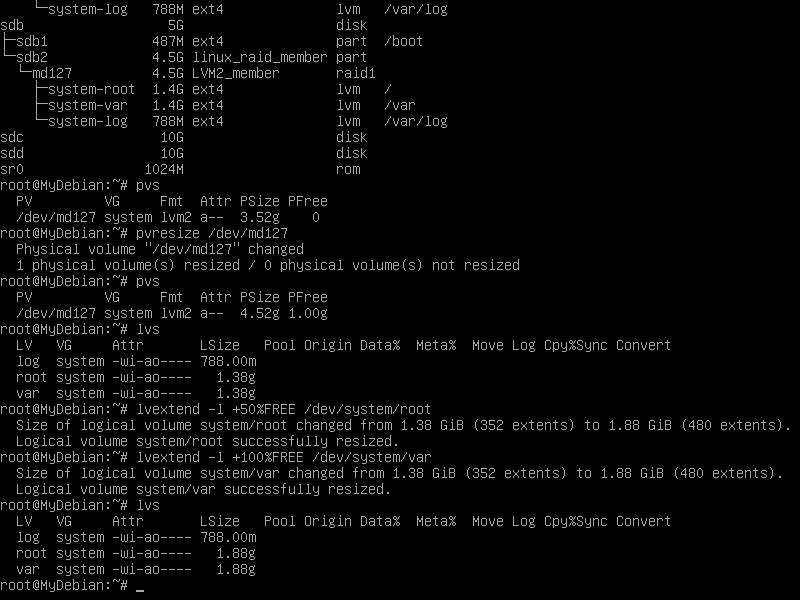 └─system-log   788M ext4              lvm   /var/log
sdb                  5G                   disk
├─sdb1             487M ext4              part  /boot
└─sdb2             4.5G linux_raid_member part
  └─md127          4.5G LVM2_member       raid1
    ├─system-root  1.4G ext4              lvm   /
    ├─system-var   1.4G ext4              lvm   /var
    └─system-log   788M ext4              lvm   /var/log
sdc                 10G                   disk
sdd                 10G                   disk
sr0               1024M                   rom
root@MyDebian:~# pvs
  PV         VG     Fmt  Attr PSize PFree
  /dev/md127 system lvm2 a--  3.52g    0
root@MyDebian:~# pvresize /dev/md127
  Physical volume "/dev/md127" changed
  1 physical volume(s) resized / 0 physical volume(s) not resized
root@MyDebian:~# pvs
  PV         VG     Fmt  Attr PSize PFree
  /dev/md127 system lvm2 a--  4.52g 1.00g
root@MyDebian:~# lvs
  LV   VG     Attr       LSize   Pool Origin Data%  Meta%  Move Log Cpy%Sync Convert
  log  system -wi-ao---- 788.00m
  root system -wi-ao----   1.38g
  var  system -wi-ao----   1.38g
root@MyDebian:~# lvextend -l +50%FREE /dev/system/root
  Size of logical volume system/root changed from 1.38 GiB (352 extents) to 1.88 GiB (480 extents).
  Logical volume system/root successfully resized.
root@MyDebian:~# lvextend -l +100%FREE /dev/system/var
  Size of logical volume system/var changed from 1.38 GiB (352 extents) to 1.88 GiB (480 extents).
  Logical volume system/var successfully resized.
root@MyDebian:~# lvs
  LV   VG     Attr       LSize   Pool Origin Data%  Meta%  Move Log Cpy%Sync Convert
  log  system -wi-ao---- 788.00m
  root system -wi-ao----   1.88g
  var  system -wi-ao----   1.88g
root@MyDebian:~# _